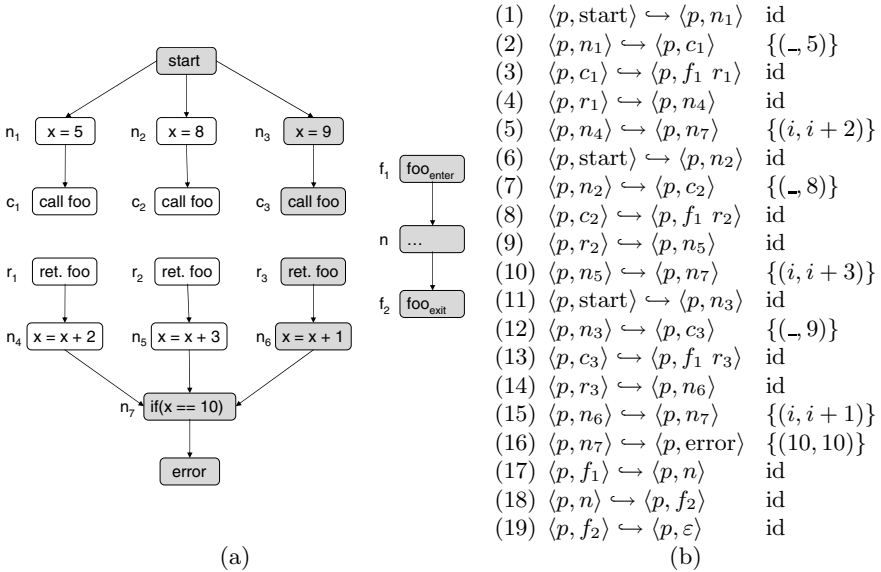 start
n₁ x = 5
n₂ x = 8
n₃ x = 9
c₁ call foo
c₂ call foo
c₃ call foo
r₁ ret. foo
r₂ ret. foo
r₃ ret. foo
n₄ x = x + 2
n₅ x = x + 3
n₆ x = x + 1
n₇ if(x == 10)
error
f₁ foo_enter
n ...
f₂ foo_exit
(a)
(1) ⟨p, start⟩ ↪ ⟨p, n₁⟩ id
(2) ⟨p, n₁⟩ ↪ ⟨p, c₁⟩ {(_, 5)}
(3) ⟨p, c₁⟩ ↪ ⟨p, f₁ r₁⟩ id
(4) ⟨p, r₁⟩ ↪ ⟨p, n₄⟩ id
(5) ⟨p, n₄⟩ ↪ ⟨p, n₇⟩ {(i, i + 2)}
(6) ⟨p, start⟩ ↪ ⟨p, n₂⟩ id
(7) ⟨p, n₂⟩ ↪ ⟨p, c₂⟩ {(_, 8)}
(8) ⟨p, c₂⟩ ↪ ⟨p, f₁ r₂⟩ id
(9) ⟨p, r₂⟩ ↪ ⟨p, n₅⟩ id
(10) ⟨p, n₅⟩ ↪ ⟨p, n₇⟩ {(i, i + 3)}
(11) ⟨p, start⟩ ↪ ⟨p, n₃⟩ id
(12) ⟨p, n₃⟩ ↪ ⟨p, c₃⟩ {(_, 9)}
(13) ⟨p, c₃⟩ ↪ ⟨p, f₁ r₃⟩ id
(14) ⟨p, r₃⟩ ↪ ⟨p, n₆⟩ id
(15) ⟨p, n₆⟩ ↪ ⟨p, n₇⟩ {(i, i + 1)}
(16) ⟨p, n₇⟩ ↪ ⟨p, error⟩ {(10, 10)}
(17) ⟨p, f₁⟩ ↪ ⟨p, n⟩ id
(18) ⟨p, n⟩ ↪ ⟨p, f₂⟩ id
(19) ⟨p, f₂⟩ ↪ ⟨p, ε⟩ id
(b)